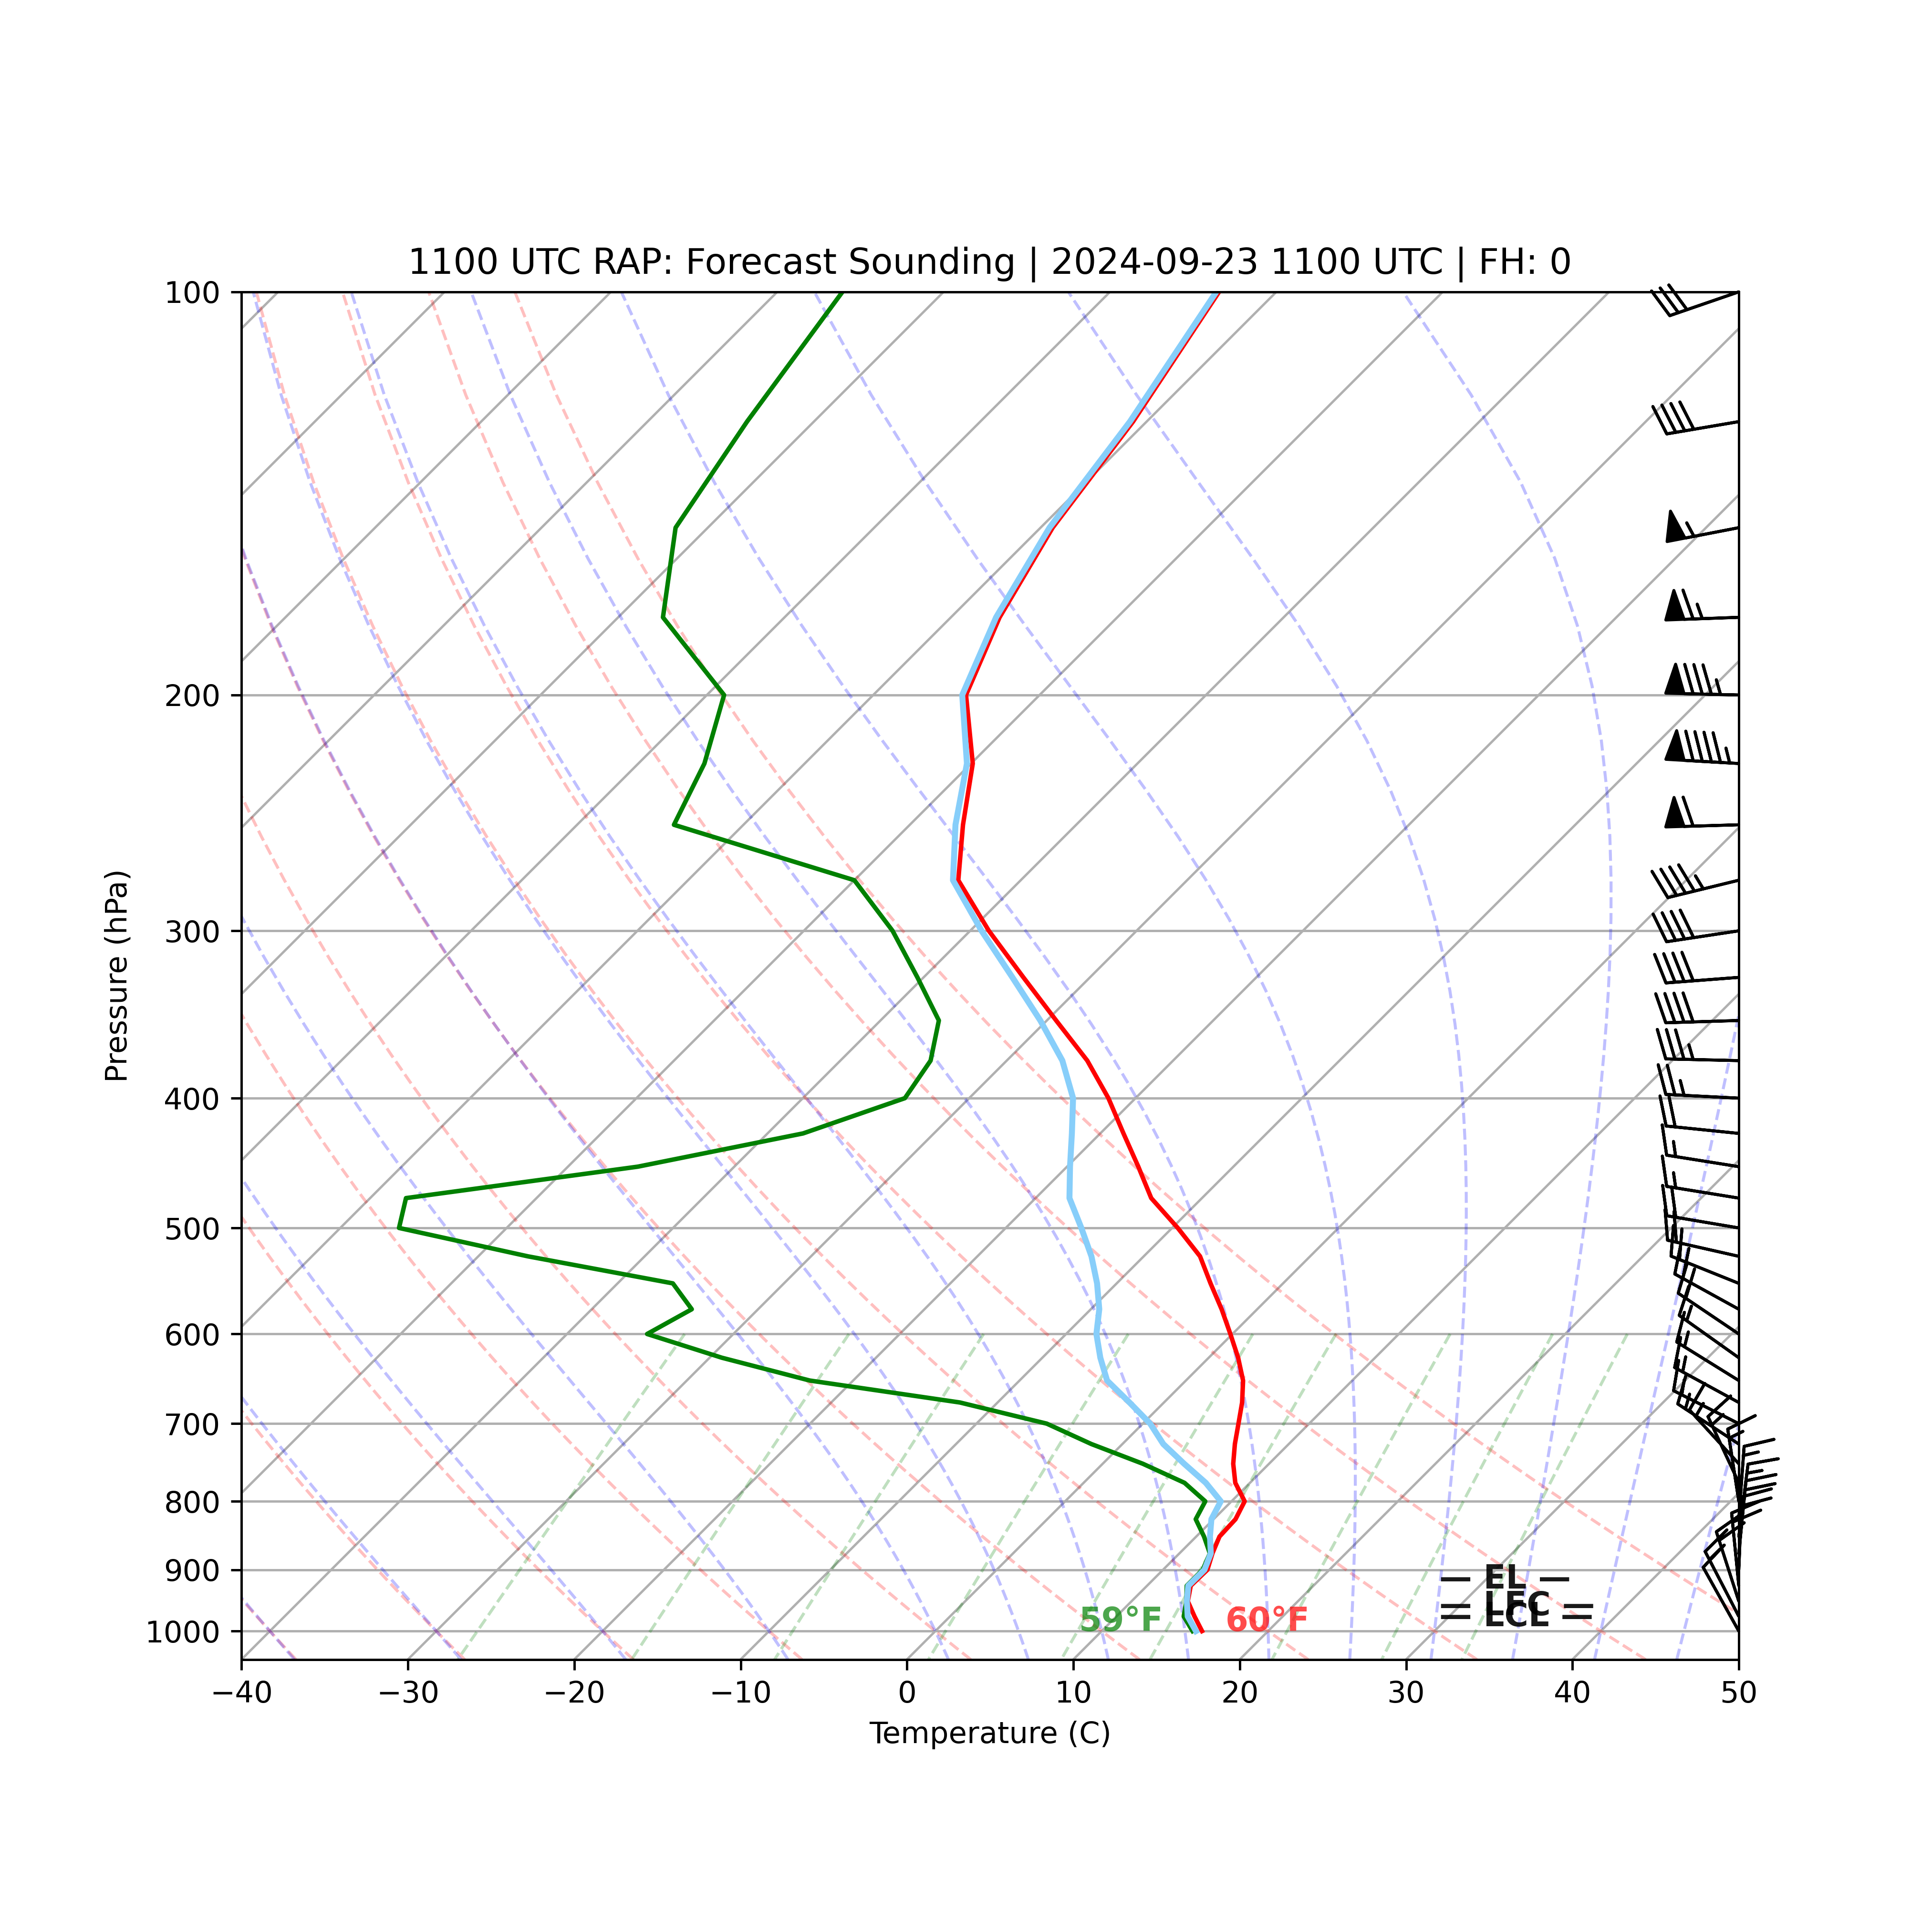 1100 UTC RAP: Forecast Sounding | 2024-09-23 1100 UTC | FH: 0
100
200
300
400
500
600
700
800
900
1000
Pressure (hPa)
59°F 60°F
— EL —
— LFC —
— LCL —
−40 −30 −20 −10 0 10 20 30 40 50
Temperature (C)